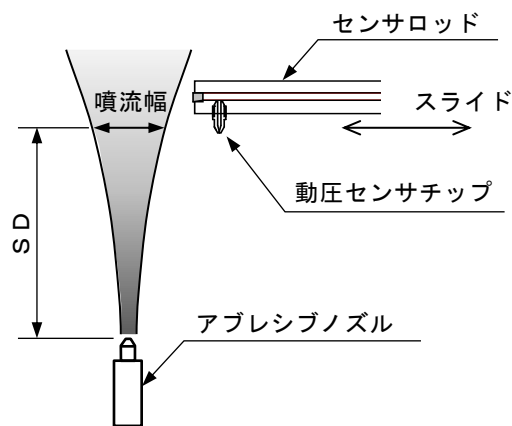 センサロッド
噴流幅
スライド
動圧センサチップ
SD
アブレシブノズル